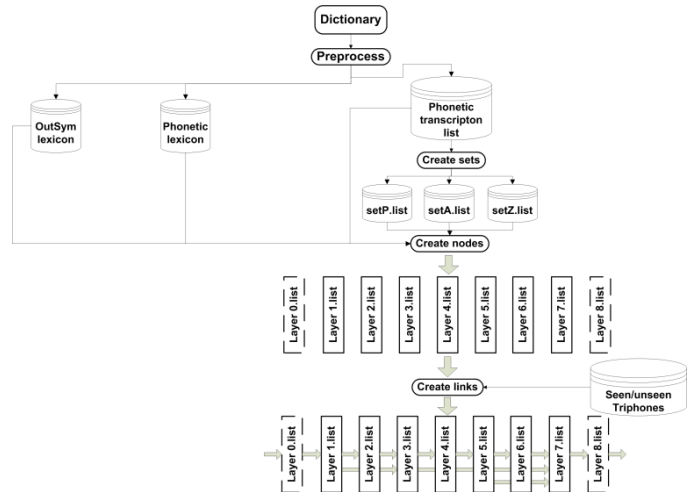 Dictionary
Preprocess
OutSym
lexicon
Phonetic
lexicon
Phonetic
transcripton
list
Create sets
setP.list
setA.list
setZ.list
Create nodes
Layer 0.list
Layer 1.list
Layer 2.list
Layer 3.list
Layer 4.list
Layer 5.list
Layer 6.list
Layer 7.list
Layer 8.list
Create links
Seen/unseen
Triphones
Layer 0.list
Layer 1.list
Layer 2.list
Layer 3.list
Layer 4.list
Layer 5.list
Layer 6.list
Layer 7.list
Layer 8.list